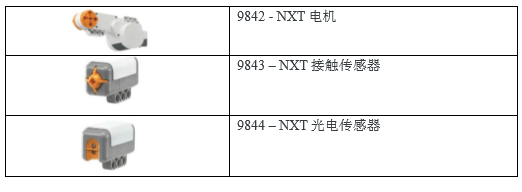 9842 - NXT 电机
9843 – NXT 接触传感器
9844 – NXT 光电传感器